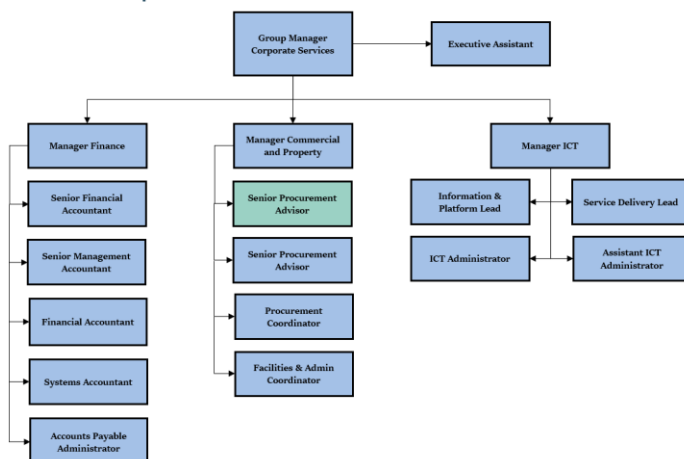 Group Manager
Corporate Services
Executive Assistant
Manager Finance
Manager Commercial
and Property
Manager ICT
Senior Financial
Accountant
Senior Procurement
Advisor
Information &
Platform Lead
Service Delivery Lead
Senior Management
Accountant
Senior Procurement
Advisor
ICT Administrator
Assistant ICT
Administrator
Financial Accountant
Procurement
Coordinator
Systems Accountant
Facilities & Admin
Coordinator
Accounts Payable
Administrator